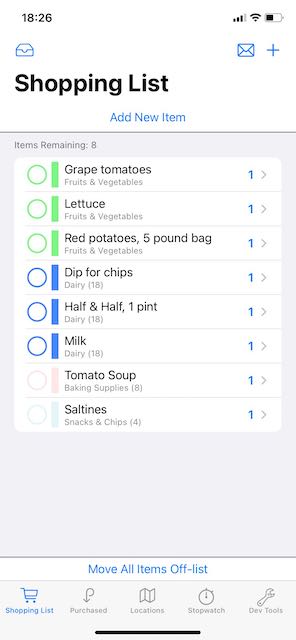 18:26
Shopping List
Add New Item
Items Remaining: 8
Grape tomatoes
Fruits & Vegetables
1
Lettuce
Fruits & Vegetables
1
Red potatoes, 5 pound bag
Fruits & Vegetables
1
Dip for chips
Dairy (18)
1
Half & Half, 1 pint
Dairy (18)
1
Milk
Dairy (18)
1
Tomato Soup
Baking Supplies (8)
1
Saltines
Snacks & Chips (4)
1
Move All Items Off-list
Shopping List Purchased Locations Stopwatch Dev Tools